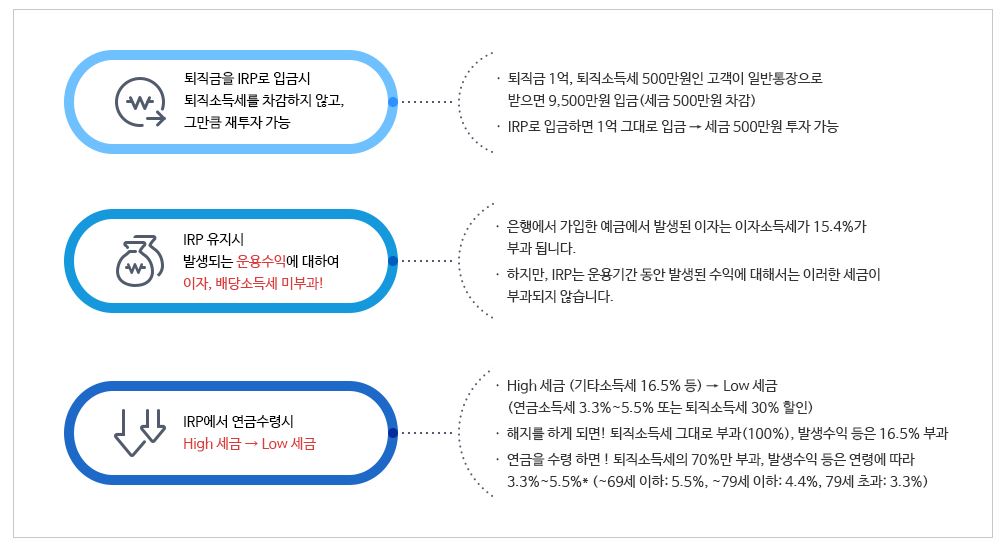 퇴직금을 IRP로 입금시
퇴직소득세를 차감하지 않고,
그만큼 재투자 가능
· 퇴직금 1억, 퇴직소득세 500만원인 고객이 일반통장으로
받으면 9,500만원 입금(세금 500만원 차감)
· IRP로 입금하면 1억 그대로 입금 → 세금 500만원 투자 가능
IRP 유지시
발생되는 운용수익에 대하여
이자, 배당소득세 미부과!
· 은행에서 가입한 예금에서 발생된 이자는 이자소득세가 15.4%가
부과 됩니다.
· 하지만, IRP는 운용기간 동안 발생된 수익에 대해서는 이러한 세금이
부과되지 않습니다.
IRP에서 연금수령시
High 세금 → Low 세금
· High 세금 (기타소득세 16.5% 등) → Low 세금
(연금소득세 3.3%~5.5% 또는 퇴직소득세 30% 할인)
· 해지를 하게 되면! 퇴직소득세 그대로 부과(100%), 발생수익 등은 16.5% 부과
· 연금을 수령 하면 ! 퇴직소득세의 70%만 부과, 발생수익 등은 연령에 따라
3.3%~5.5%* (~69세 이하: 5.5%, ~79세 이하: 4.4%, 79세 초과: 3.3%)